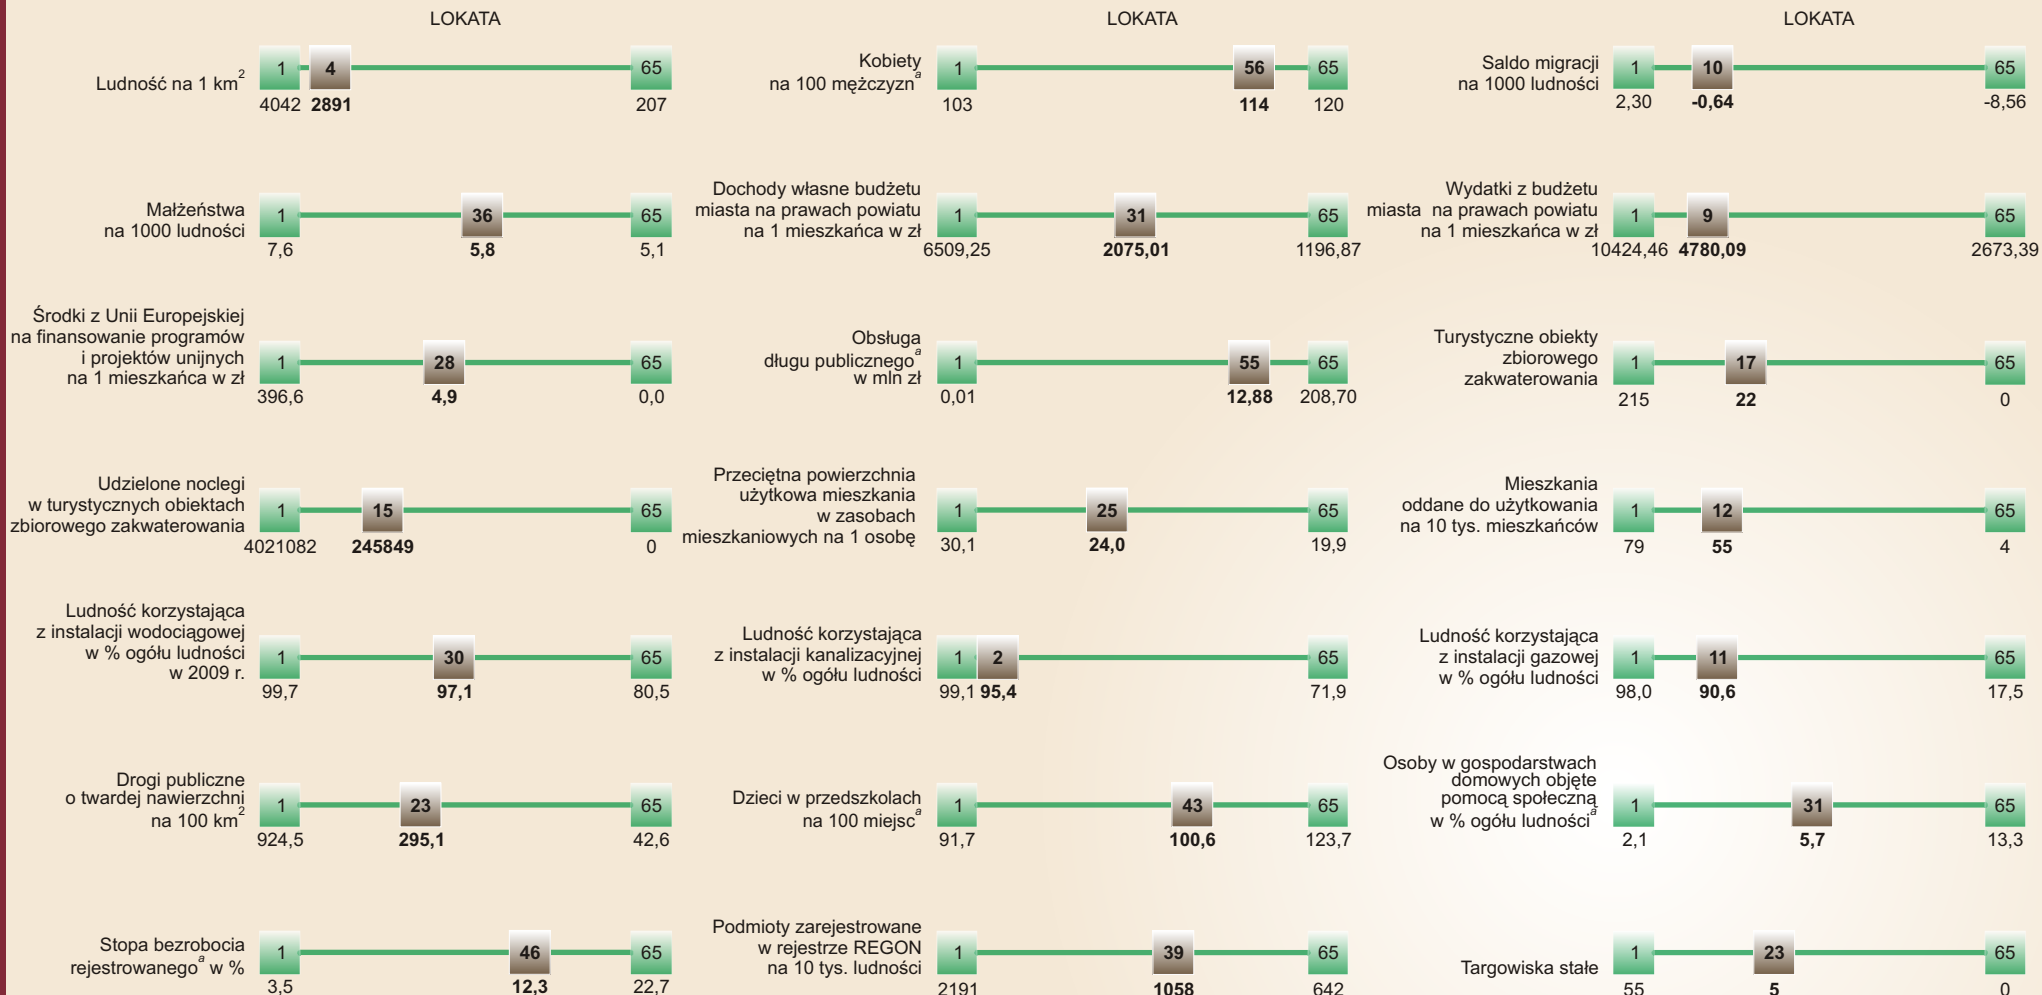 LOKATA
LOKATA
LOKATA
Ludność na 1 km2
1
4
65
4042
2891
207
Kobiety
na 100 mężczyzn a
1
56
65
103
114
120
Saldo migracji
na 1000 ludności
1
10
65
2,30
-0,64
-8,56
Małżeństwa
na 1000 ludności
1
36
65
7,6
5,8
5,1
Dochody własne budżetu
miasta na prawach powiatu
na 1 mieszkańca w zł
1
31
65
6509,25
2075,01
1196,87
Wydatki z budżetu
miasta na prawach powiatu
na 1 mieszkańca w zł
1
9
65
10424,46
4780,09
2673,39
Środki z Unii Europejskiej
na finansowanie programów
i projektów unijnych
na 1 mieszkańca w zł
1
28
65
396,6
4,9
0,0
Obsługa
długu publicznego a
w mln zł
1
55
65
0,01
12,88
208,70
Turystyczne obiekty
zbiorowego
zakwaterowania
1
17
65
215
22
0
Udzielone noclegi
w turystycznych obiektach
zbiorowego zakwaterowania
1
15
65
4021082
245849
0
Przeciętna powierzchnia
użytkowa mieszkania
w zasobach
mieszkaniowych na 1 osobę
1
25
65
30,1
24,0
19,9
Mieszkania
oddane do użytkowania
na 10 tys. mieszkańców
1
12
65
79
55
4
Ludność korzystająca
z instalacji wodociągowej
w % ogółu ludności
w 2009 r.
1
30
65
99,7
97,1
80,5
Ludność korzystająca
z instalacji kanalizacyjnej
w % ogółu ludności
1
2
65
99,1
95,4
71,9
Ludność korzystająca
z instalacji gazowej
w % ogółu ludności
1
11
65
98,0
90,6
17,5
Drogi publiczne
o twardej nawierzchni
na 100 km2
1
23
65
924,5
295,1
42,6
Dzieci w przedszkolach
na 100 miejsc a
1
43
65
91,7
100,6
123,7
Osoby w gospodarstwach
domowych objęte
pomocą społeczną
w % ogółu ludności a
1
31
65
2,1
5,7
13,3
Stopa bezrobocia
rejestrowanego a w %
1
46
65
3,5
12,3
22,7
Podmioty zarejestrowane
w rejestrze REGON
na 10 tys. ludności
1
39
65
2191
1058
642
Targowiska stałe
1
23
65
55
5
0